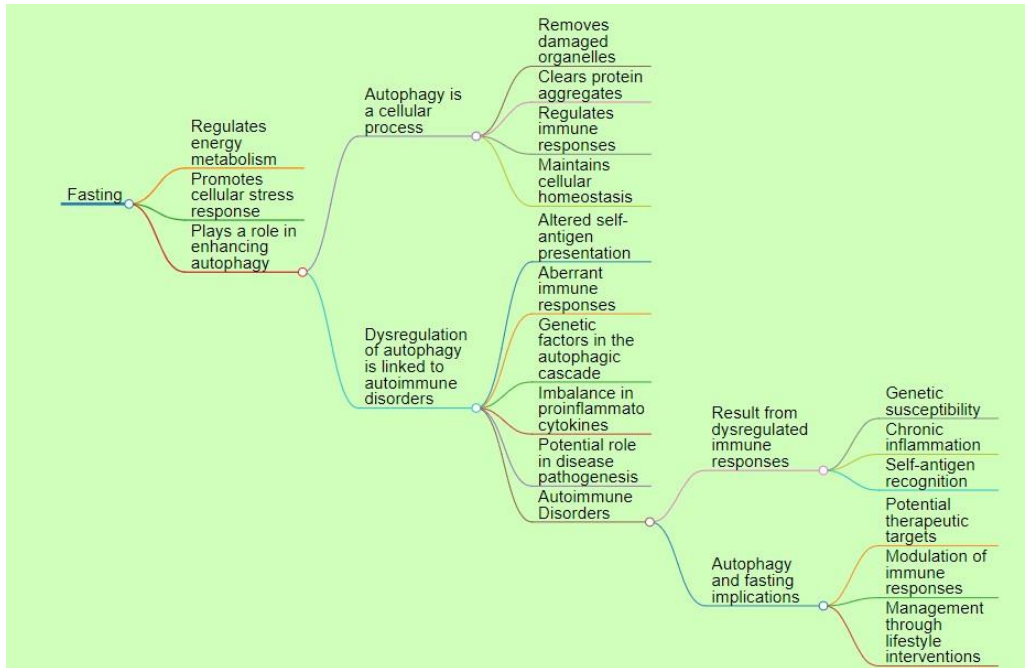 Fasting
Regulates
energy
metabolism
Promotes
cellular stress
response
Plays a role in
enhancing
autophagy
Autophagy is
a cellular
process
Removes
damaged
organelles
Clears protein
aggregates
Regulates
immune
responses
Maintains
cellular
homeostasis
Dysregulation
of autophagy
is linked to
autoimmune
disorders
Altered self-
antigen
presentation
Aberrant
immune
responses
Genetic
factors in the
autophagic
cascade
Imbalance in
proinflammato
cytokines
Potential role
in disease
pathogenesis
Autoimmune
Disorders
Result from
dysregulated
immune
responses
Genetic
susceptibility
Chronic
inflammation
Self-antigen
recognition
Autophagy
and fasting
implications
Potential
therapeutic
targets
Modulation of
immune
responses
Management
through
lifestyle
interventions